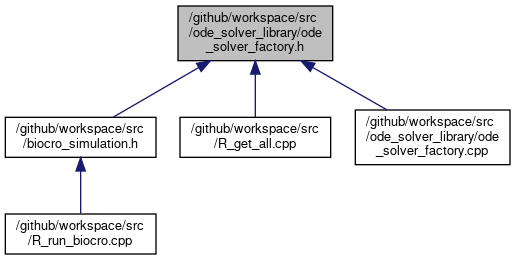 /github/workspace/src
/ode_solver_library/ode
_solver_factory.h
/github/workspace/src
/biocro_simulation.h
/github/workspace/src
/R_get_all.cpp
/github/workspace/src
/ode_solver_library/ode
_solver_factory.cpp
/github/workspace/src
/R_run_biocro.cpp